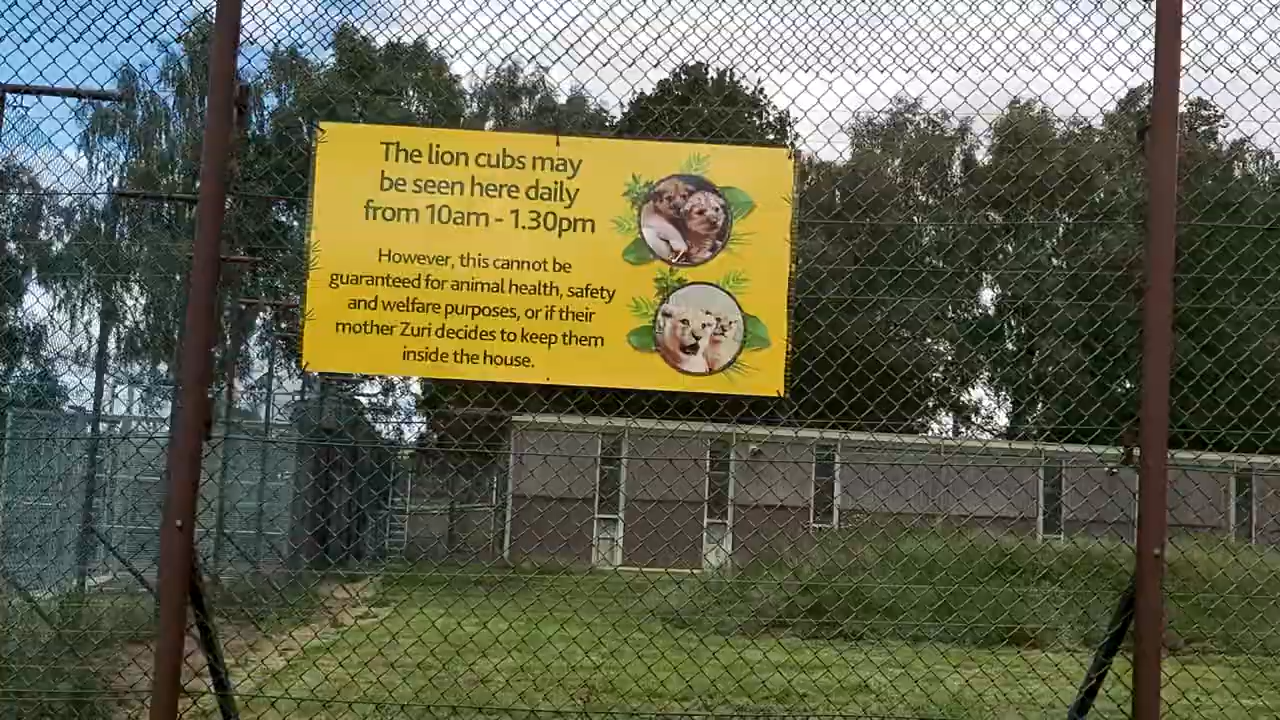 The lion cubs may
be seen here daily
from 10am - 1.30pm
However, this cannot be
guaranteed for animal health, safety
and welfare purposes, or if their
mother Zuri decides to keep them
inside the house.